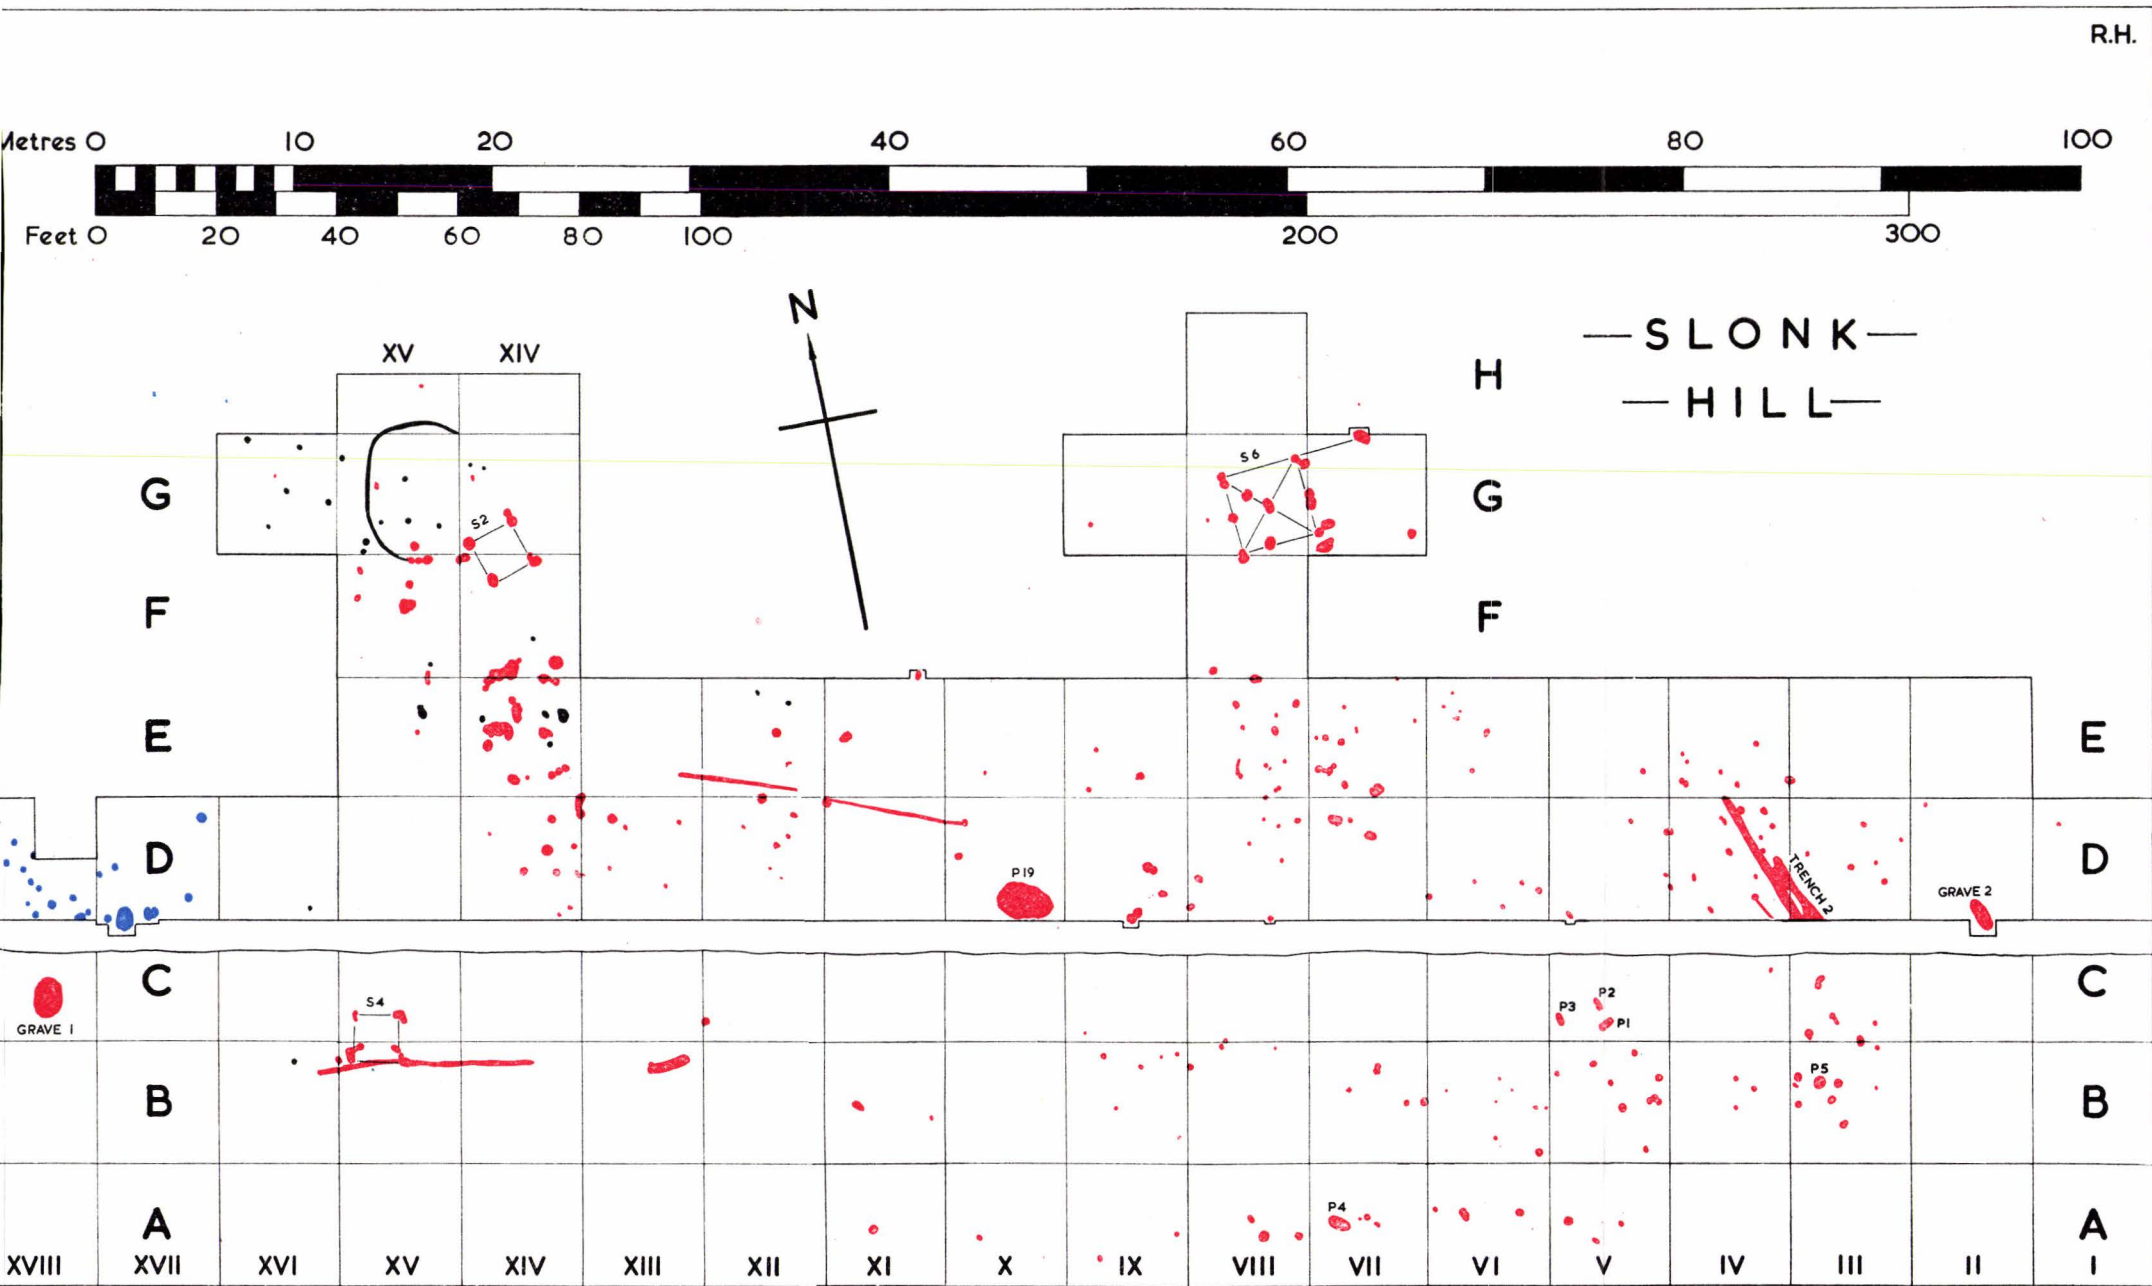 R.H.
Metres 0 10 20 40 60 80 100
Feet 0 20 40 60 80 100 200 300
N
— S L O N K —
— H I L L —
XV XIV
H
S6
G G
S2
F F
E E
D D
P19
TRENCH 2
GRAVE 2
C C
S4
GRAVE 1
P3 P2
P1
B B
P5
A A
P4
XVIII XVII XVI XV XIV XIII XII XI X IX VIII VII VI V IV III II I